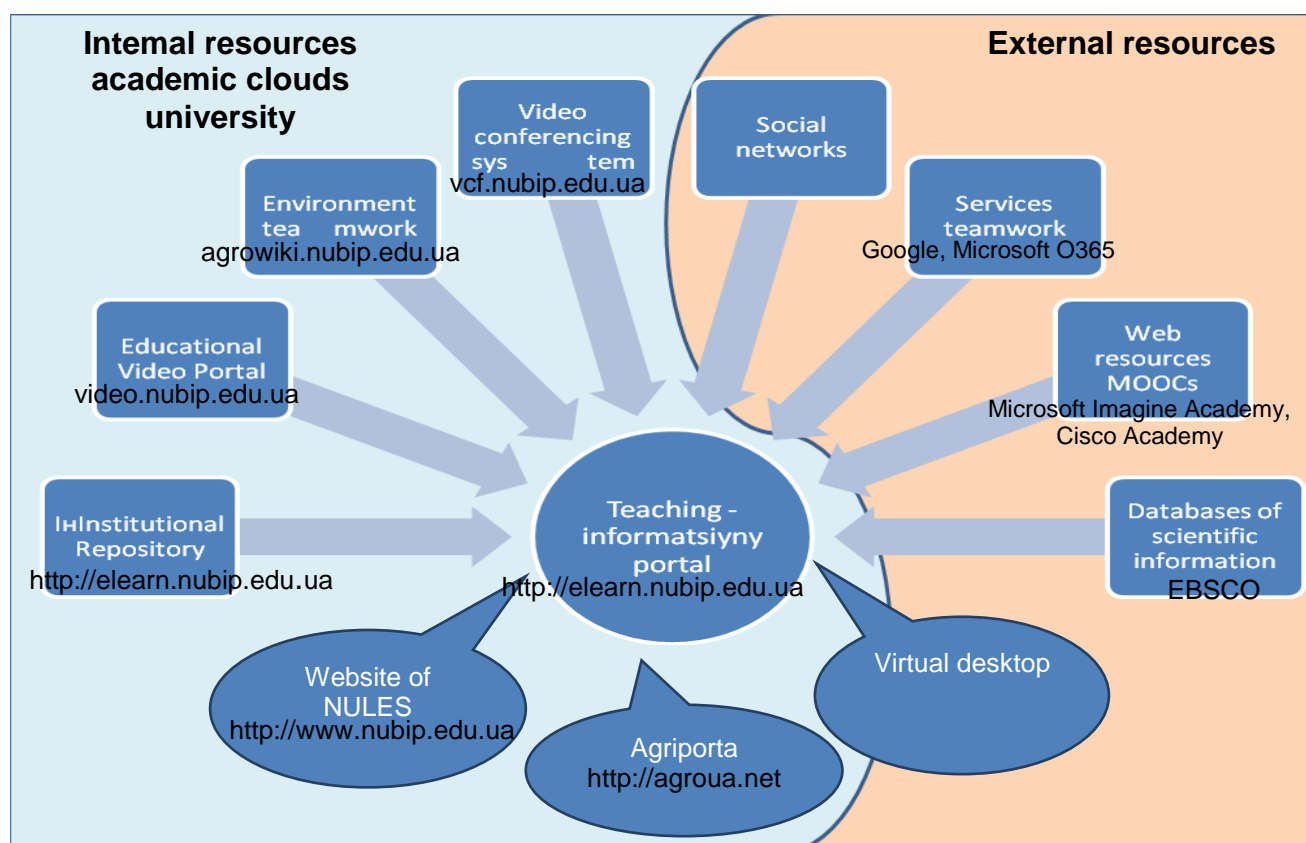 Intemal resources
academic clouds
university
External resources
Video
conferencing
sys tem
vcf.nubip.edu.ua
Social
networks
Environment
tea mwork
agrowiki.nubip.edu.ua
Services
teamwork
Google, Microsoft O365
Educational
Video Portal
video.nubip.edu.ua
Web
resources
MOOCs
Microsoft Imagine Academy,
Cisco Academy
ІнInstitutional
Repository
http://elearn.nubip.edu.ua
Teaching -
informatsiyny
portal
http://elearn.nubip.edu.ua
Databases of
scientific
information
EBSCO
Website of
NULES
http://www.nubip.edu.ua
Agriporta
http://agroua.net
Virtual desktop